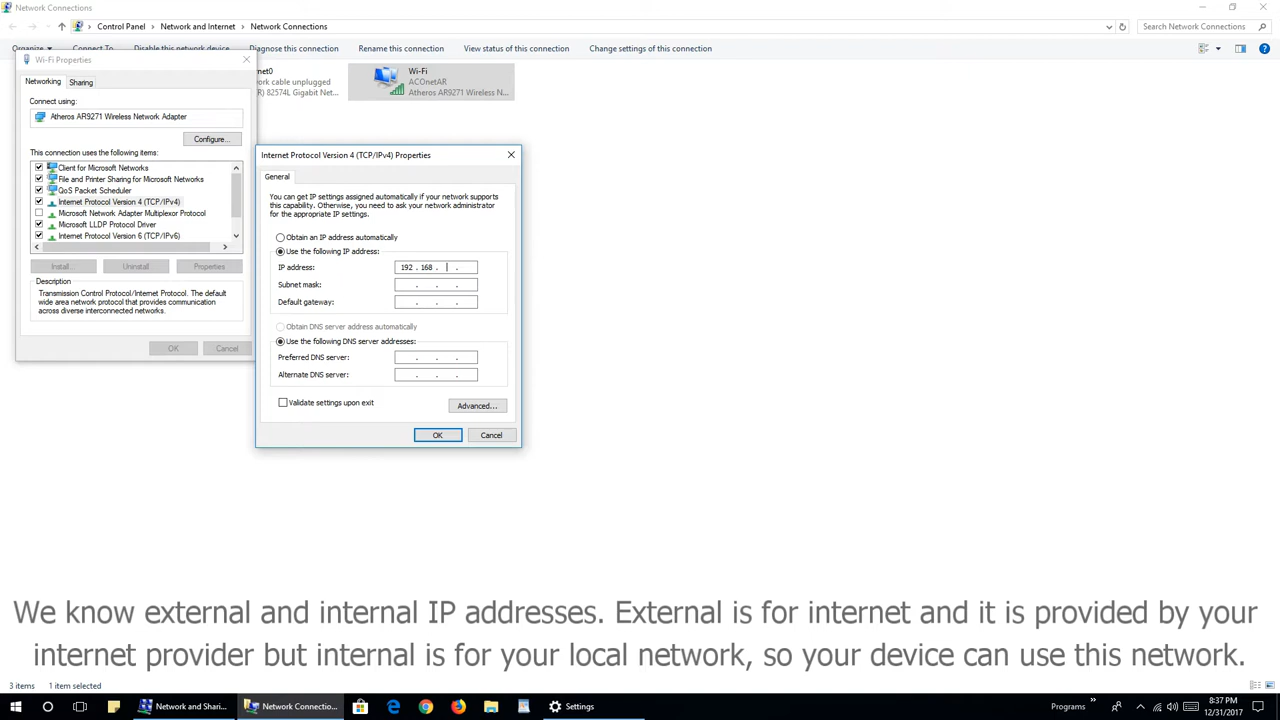 Control Panel > Network and Internet > Network Connections
Search Network Connections
Organize
Connect To
Disable this network device
Diagnose this connection
Rename this connection
View status of this connection
Change settings of this connection
Wi-Fi Properties
Networking
Sharing
Connect using:
Atheros AR9271 Wireless Network Adapter
Configure...
This connection uses the following items:
Client for Microsoft Networks
File and Printer Sharing for Microsoft Networks
QoS Packet Scheduler
Internet Protocol Version 4 (TCP/IPv4)
Microsoft Network Adapter Multiplexor Protocol
Microsoft LLDP Protocol Driver
Internet Protocol Version 6 (TCP/IPv6)
Install...
Uninstall
Properties
Description
Transmission Control Protocol/Internet Protocol. The default
wide area network protocol that provides communication
across diverse interconnected networks.
OK
Cancel
net0
ork cable unplugged
R) 82574L Gigabit Net...
Wi-Fi
ACOnetAR
Atheros AR9271 Wireless N...
Internet Protocol Version 4 (TCP/IPv4) Properties
General
You can get IP settings assigned automatically if your network supports
this capability. Otherwise, you need to ask your network administrator
for the appropriate IP settings.
Obtain an IP address automatically
Use the following IP address:
IP address:
192 . 168 . .
Subnet mask:
. . .
Default gateway:
. . .
Obtain DNS server address automatically
Use the following DNS server addresses:
Preferred DNS server:
. . .
Alternate DNS server:
. . .
Validate settings upon exit
Advanced...
OK
Cancel
We know external and internal IP addresses. External is for internet and it is provided by your
internet provider but internal is for your local network, so your device can use this network.
3 items
1 item selected
Network and Shari...
Network Connectio...
Settings
Programs
8:37 PM
12/31/2017